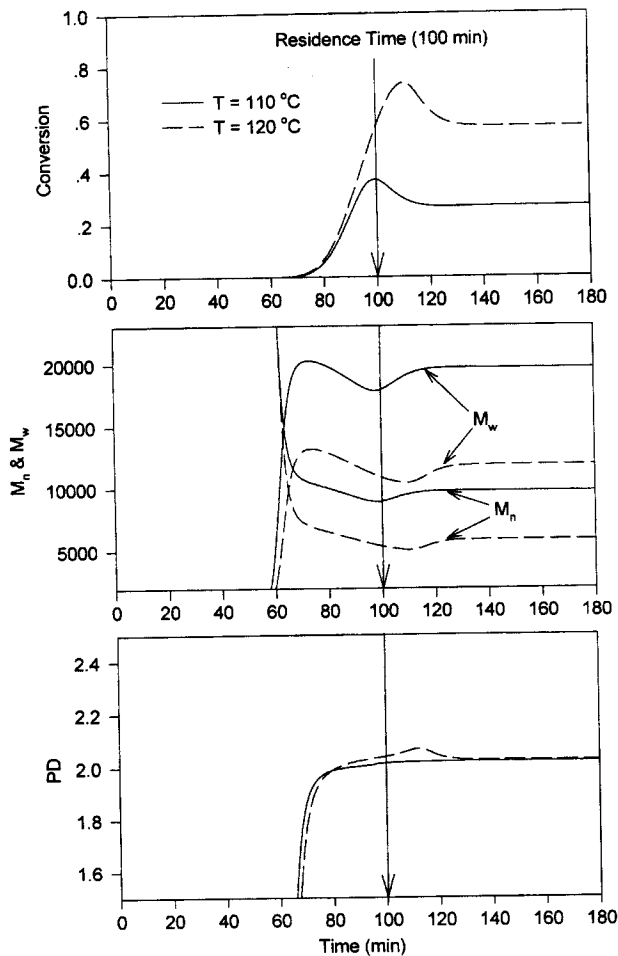 Residence Time (100 min)
T = 110 °C
T = 120 °C
Conversion
1.0
.8
.6
.4
.2
0.0
0 20 40 60 80 100 120 140 160 180
Mn & Mw
20000
15000
10000
5000
Mw
Mn
0 20 40 60 80 100 120 140 160 180
PD
2.4
2.2
2.0
1.8
1.6
0 20 40 60 80 100 120 140 160 180
Time (min)